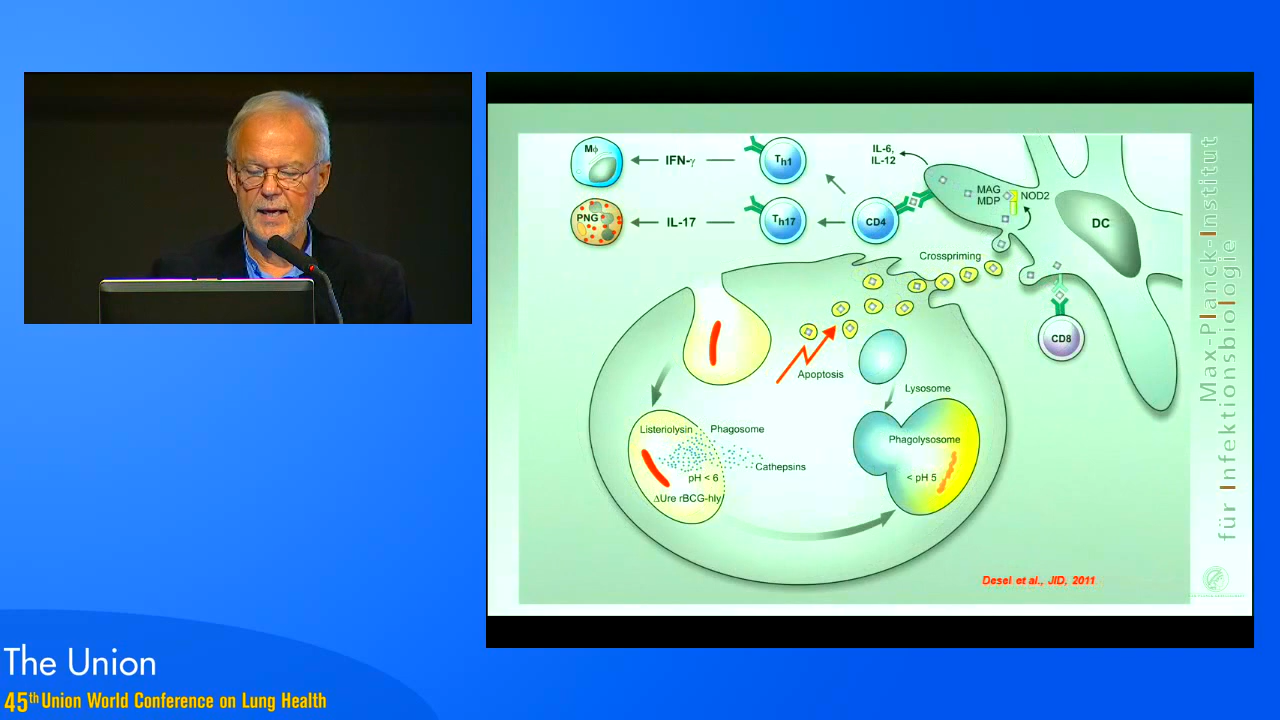 Mϕ
IFN-γ
Th1
IL-6,
IL-12
MAG
MDP
NOD2
PNG
IL-17
Th17
CD4
DC
Crosspriming
CD8
Apoptosis
Lysosome
Listeriolysin
Phagosome
Cathepsins
pH < 6
ΔUre rBCG-hly
Phagolysosome
< pH 5
Desel et al., JID, 2011
Max-Planck-Institut
für Infektionsbiologie
The Union
45th Union World Conference on Lung Health